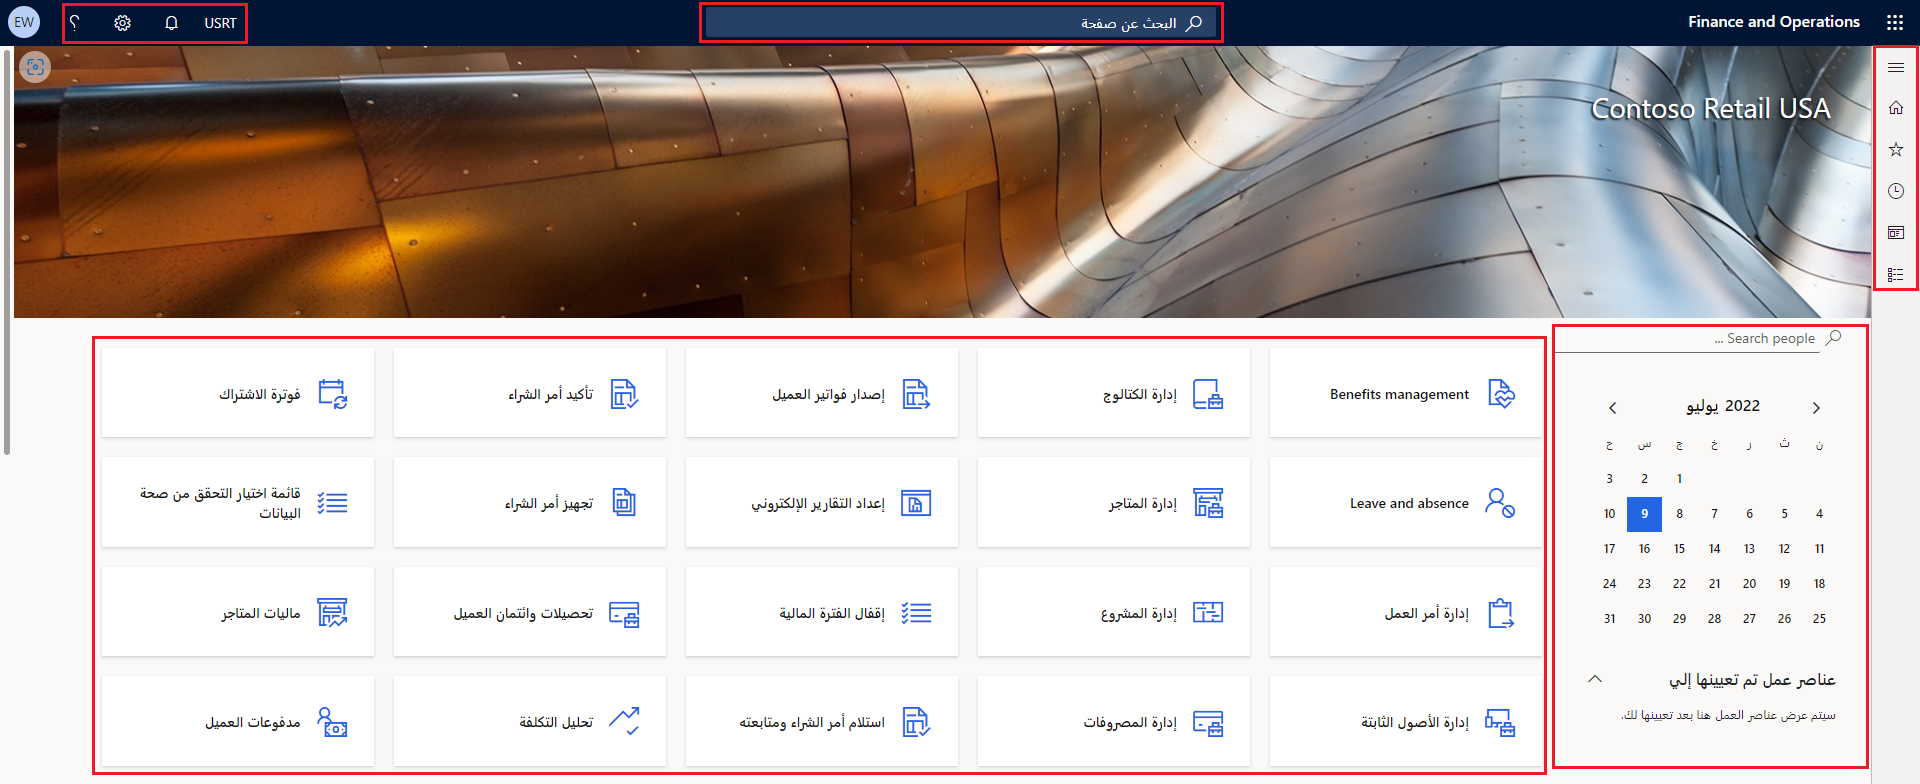 Finance and Operations
البحث عن صفحة
USRT
؟
EW
Contoso Retail USA
Search people ...
يوليو 2022
ن ث ر خ ج س ح
1 2 3
4 5 6 7 8 9 10
11 12 13 14 15 16 17
18 19 20 21 22 23 24
25 26 27 28 29 30 31
عناصر عمل تم تعيينها إلي
سيتم عرض عناصر العمل هنا بعد تعيينها لك.
Benefits management
إدارة الكتالوج
إصدار فواتير العميل
تأكيد أمر الشراء
فوترة الاشتراك
Leave and absence
إدارة المتاجر
إعداد التقارير الإلكتروني
تجهيز أمر الشراء
قائمة اختيار التحقق من صحة
البيانات
إدارة أمر العمل
إدارة المشروع
إقفال الفترة المالية
تحصيلات وائتمان العميل
ماليات المتاجر
إدارة الأصول الثابتة
إدارة المصروفات
استلام أمر الشراء ومتابعته
تحليل التكلفة
مدفوعات العميل